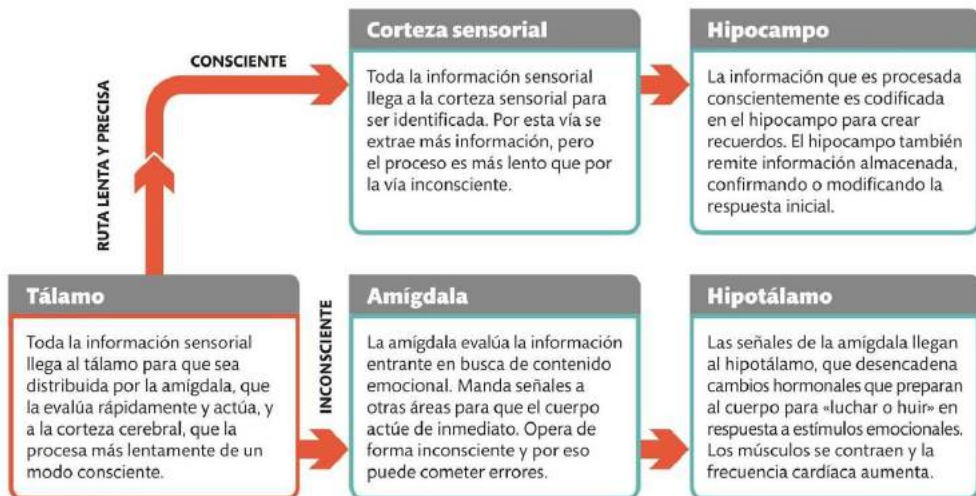 Corteza sensorial
Toda la información sensorial
llega a la corteza sensorial para
ser identificada. Por esta vía se
extrae más información, pero
el proceso es más lento que por
la vía inconsciente.
Hipocampo
La información que es procesada
conscientemente es codificada
en el hipocampo para crear
recuerdos. El hipocampo también
remite información almacenada,
confirmando o modificando la
respuesta inicial.
CONSCIENTE
RUTA LENTA Y PRECISA
Tálamo
Toda la información sensorial
llega al tálamo para que sea
distribuida por la amígdala, que
la evalúa rápidamente y actúa, y
a la corteza cerebral, que la
procesa más lentamente de un
modo consciente.
INCONSCIENTE
Amígdala
La amígdala evalúa la información
entrante en busca de contenido
emocional. Manda señales a
otras áreas para que el cuerpo
actúe de inmediato. Opera de
forma inconsciente y por eso
puede cometer errores.
Hipotálamo
Las señales de la amígdala llegan
al hipotálamo, que desencadena
cambios hormonales que preparan
al cuerpo para «luchar o huir» en
respuesta a estímulos emocionales.
Los músculos se contraen y la
frecuencia cardíaca aumenta.